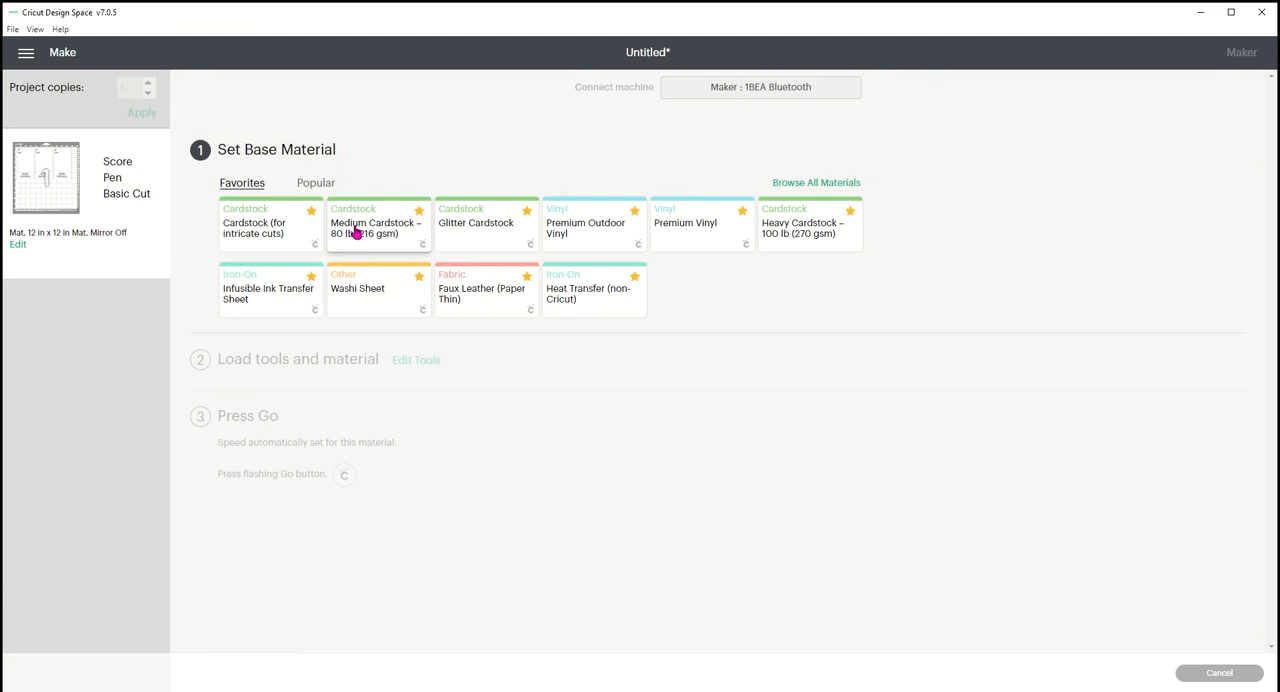 Cricut Design Space v7.0.5
File View Help
Make
Untitled*
Maker
Project copies: 1
Apply
Connect machine
Maker : 1BEA Bluetooth
Score
Pen
Basic Cut
Mat, 12 in x 12 in Mat, Mirror Off
Edit
1 Set Base Material
Favorites
Popular
Browse All Materials
Cardstock
Cardstock (for
intricate cuts)
Cardstock
Medium Cardstock –
80 lb (216 gsm)
Cardstock
Glitter Cardstock
Vinyl
Premium Outdoor
Vinyl
Vinyl
Premium Vinyl
Cardstock
Heavy Cardstock –
100 lb (270 gsm)
Iron-On
Infusible Ink Transfer
Sheet
Other
Washi Sheet
Fabric
Faux Leather (Paper
Thin)
Iron-On
Heat Transfer (non-
Cricut)
2 Load tools and material
Edit Tools
3 Press Go
Speed automatically set for this material.
Press flashing Go button.
Cancel